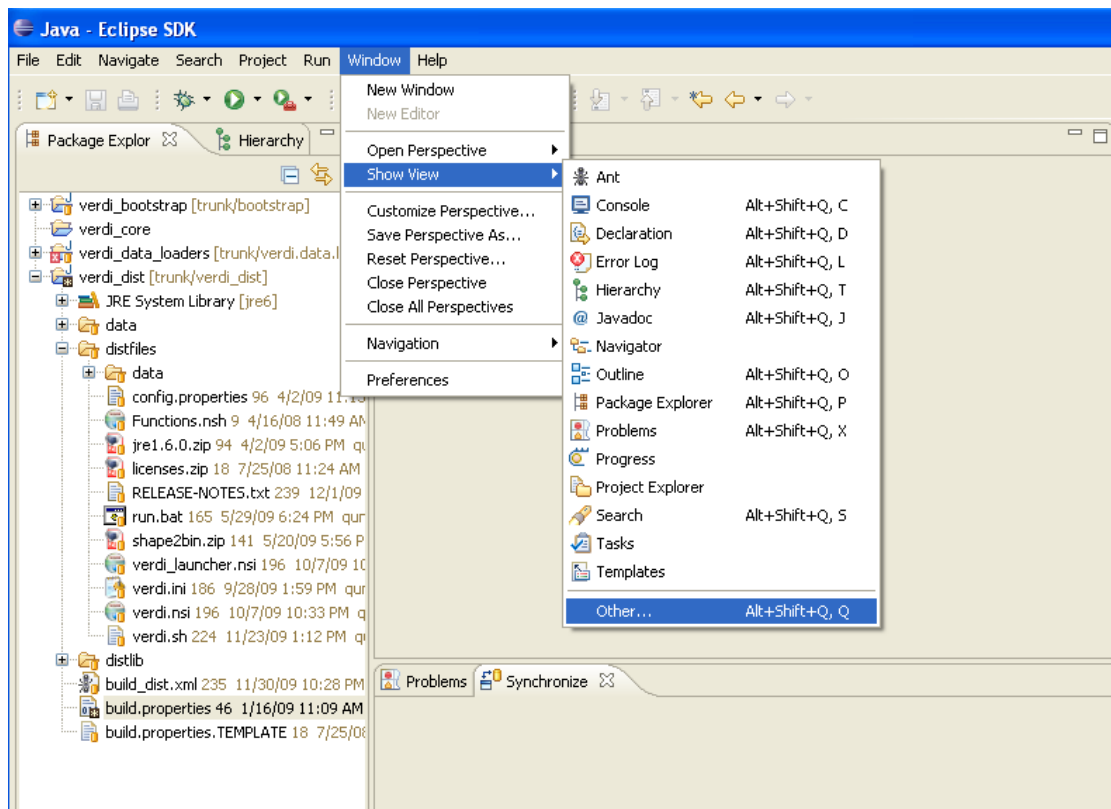 Java - Eclipse SDK
File Edit Navigate Search Project Run Window Help
New Window
New Editor
Open Perspective
Show View
Customize Perspective...
Save Perspective As...
Reset Perspective...
Close Perspective
Close All Perspectives
Navigation
Preferences
Ant
Console Alt+Shift+Q, C
Declaration Alt+Shift+Q, D
Error Log Alt+Shift+Q, L
Hierarchy Alt+Shift+Q, T
@ Javadoc Alt+Shift+Q, J
Navigator
Outline Alt+Shift+Q, O
Package Explorer Alt+Shift+Q, P
Problems Alt+Shift+Q, X
Progress
Project Explorer
Search Alt+Shift+Q, S
Tasks
Templates
Other... Alt+Shift+Q, Q
Package Explor Hierarchy
verdi_bootstrap [trunk/bootstrap]
verdi_core
verdi_data_loaders [trunk/verdi.data.l
verdi_dist [trunk/verdi_dist]
JRE System Library [jre6]
data
distfiles
data
config.properties 96 4/2/09
Functions.nsh 9 4/16/08 11:49 AM
jre1.6.0.zip 94 4/2/09 5:06 PM
licenses.zip 18 7/25/08 11:24 AM
RELEASE-NOTES.txt 239 12/1/09
run.bat 165 5/29/09 6:24 PM qur
shape2bin.zip 141 5/20/09 5:56 P
verdi_launcher.nsi 196 10/7/09 10
verdi.ini 186 9/28/09 1:59 PM qur
verdi.nsi 196 10/7/09 10:33 PM q
verdi.sh 224 11/23/09 1:12 PM
distlib
build_dist.xml 235 11/30/09 10:28 PM
build.properties 46 1/16/09 11:09 AM
build.properties.TEMPLATE 18 7/25/08
Problems Synchronize